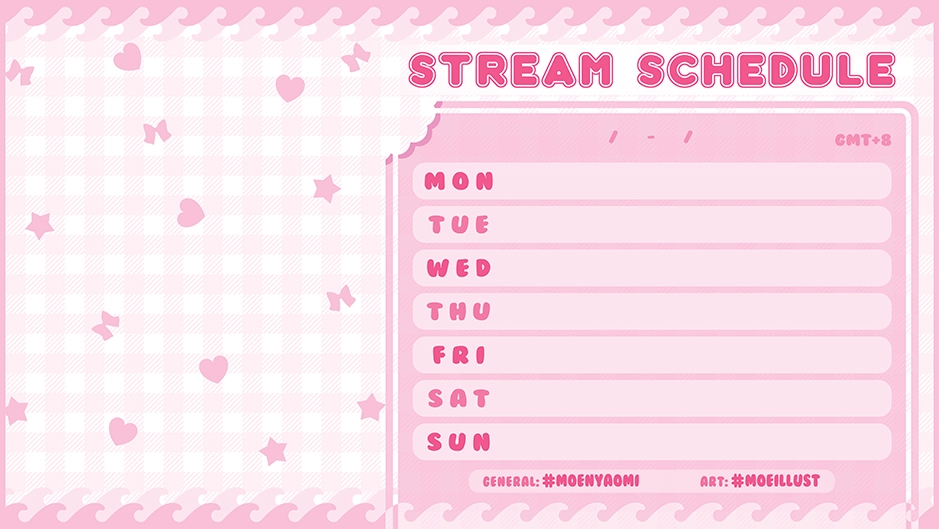 STREAM SCHEDULE
/ - /
GMT+8
MON
TUE
WED
THU
FRI
SAT
SUN
GENERAL: #MOENYAOMI ART: #MOEILLUST